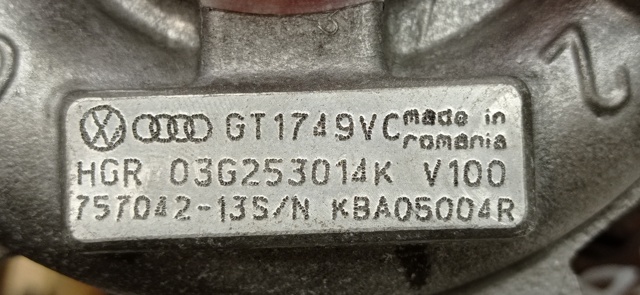 GT1749VC made in romania
HGR 03G253014K V100
757042-13S/N KBA05004R